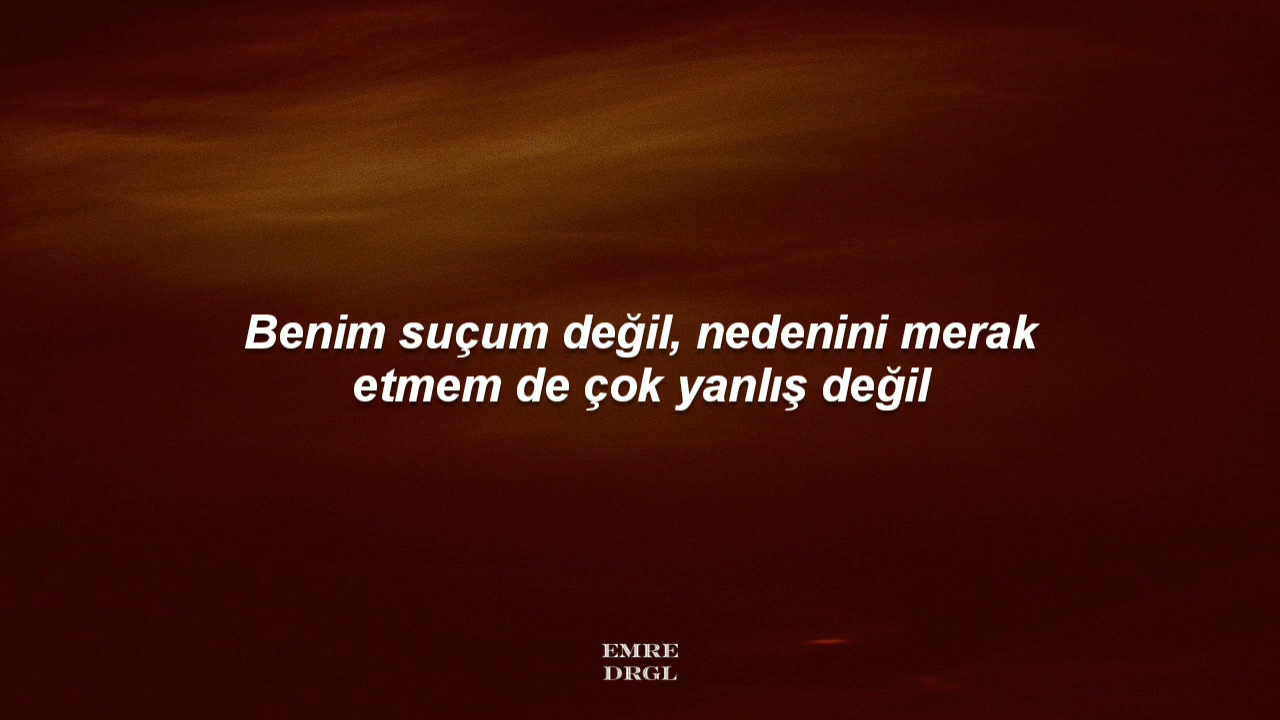 Benim suçum değil, nedenini merak
etmem de çok yanlış değil
EMRE
DRGL